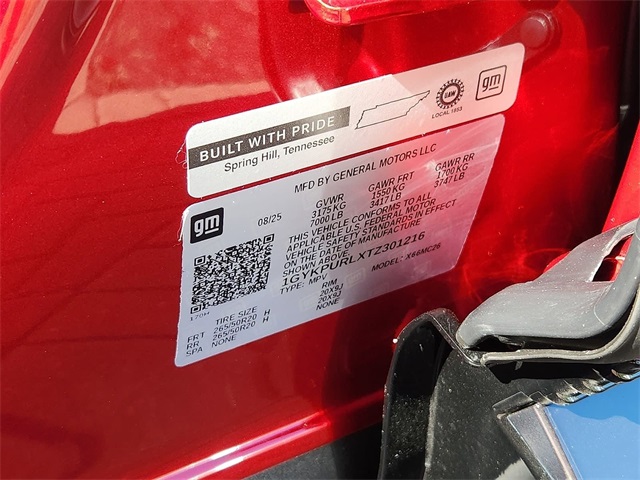 BUILT WITH PRIDE
Spring Hill, Tennessee
UAW
LOCAL 1853
gm
MFD BY GENERAL MOTORS LLC
gm
08/25
GVWR GAWR FRT GAWR RR
3175 KG 1550 KG 1700 KG
7000 LB 3417 LB 3747 LB
THIS VEHICLE CONFORMS TO ALL
APPLICABLE U.S. FEDERAL MOTOR
VEHICLE SAFETY STANDARDS IN EFFECT
ON THE DATE OF MANUFACTURE
SHOWN ABOVE.
1GYKPURLXTZ301216
TYPE: MPV MODEL: X66MC26
170H
TIRE SIZE RIM
FRT 265/50R20 H 20X9J
RR 265/50R20 H 20X9J
SPA NONE NONE